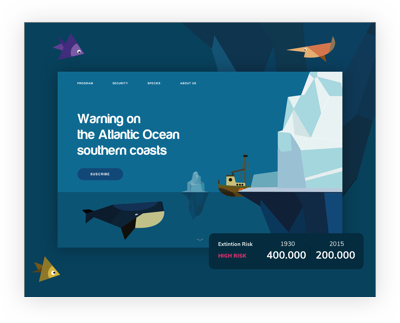 PROGRAM SECURITY SPECIES ABOUT US
Warning on
the Atlantic Ocean
southern coasts
SUSCRIBE
Extintion Risk 1930 2015
HIGH RISK 400.000 200.000